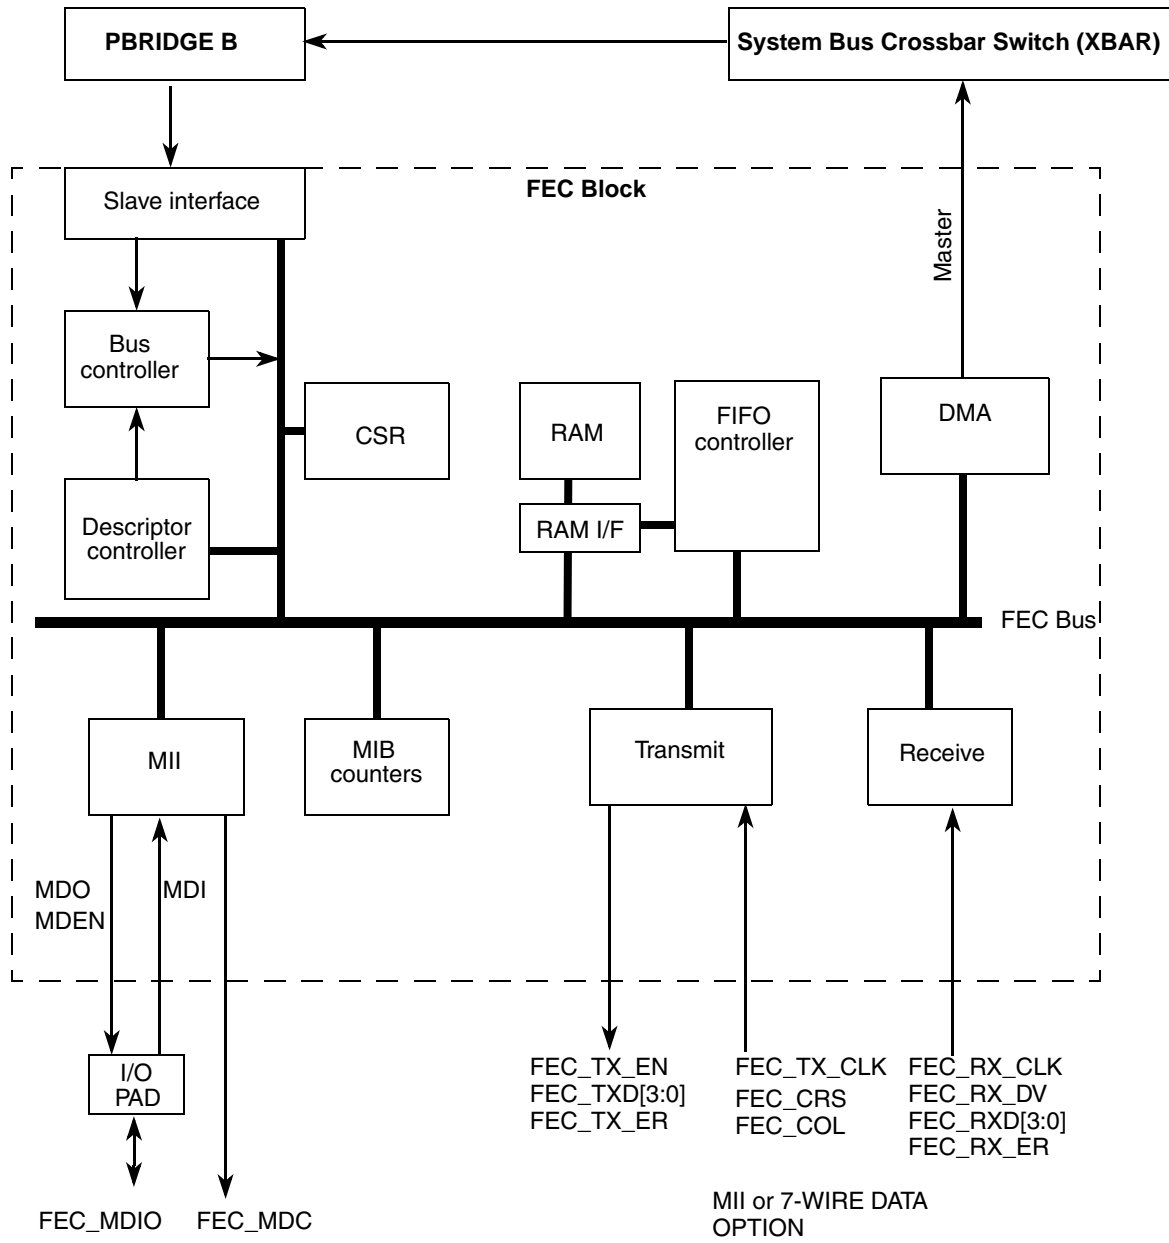 PBRIDGE B
System Bus Crossbar Switch (XBAR)
Slave interface
FEC Block
Master
Bus
controller
CSR
RAM
FIFO
controller
DMA
Descriptor
controller
RAM I/F
FEC Bus
MII
MIB
counters
Transmit
Receive
MDO
MDEN
MDI
I/O
PAD
FEC_TX_EN
FEC_TXD[3:0]
FEC_TX_ER
FEC_TX_CLK
FEC_CRS
FEC_COL
FEC_RX_CLK
FEC_RX_DV
FEC_RXD[3:0]
FEC_RX_ER
FEC_MDIO
FEC_MDC
MII or 7-WIRE DATA
OPTION